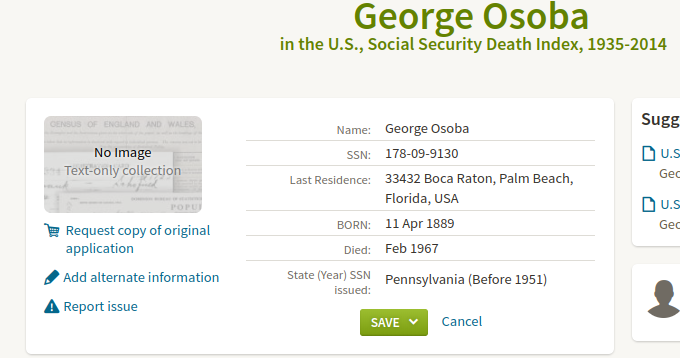 George Osoba
in the U.S., Social Security Death Index, 1935-2014
CENSUS OF ENGLAND AND WALES,
No Image
Text-only collection
POPU
Request copy of original
application
Add alternate information
Report issue
Name: George Osoba
SSN: 178-09-9130
Last Residence: 33432 Boca Raton, Palm Beach,
Florida, USA
BORN: 11 Apr 1889
Died: Feb 1967
State (Year) SSN
issued: Pennsylvania (Before 1951)
SAVE Cancel
Sugg
U.S
Geo
U.S
Geo